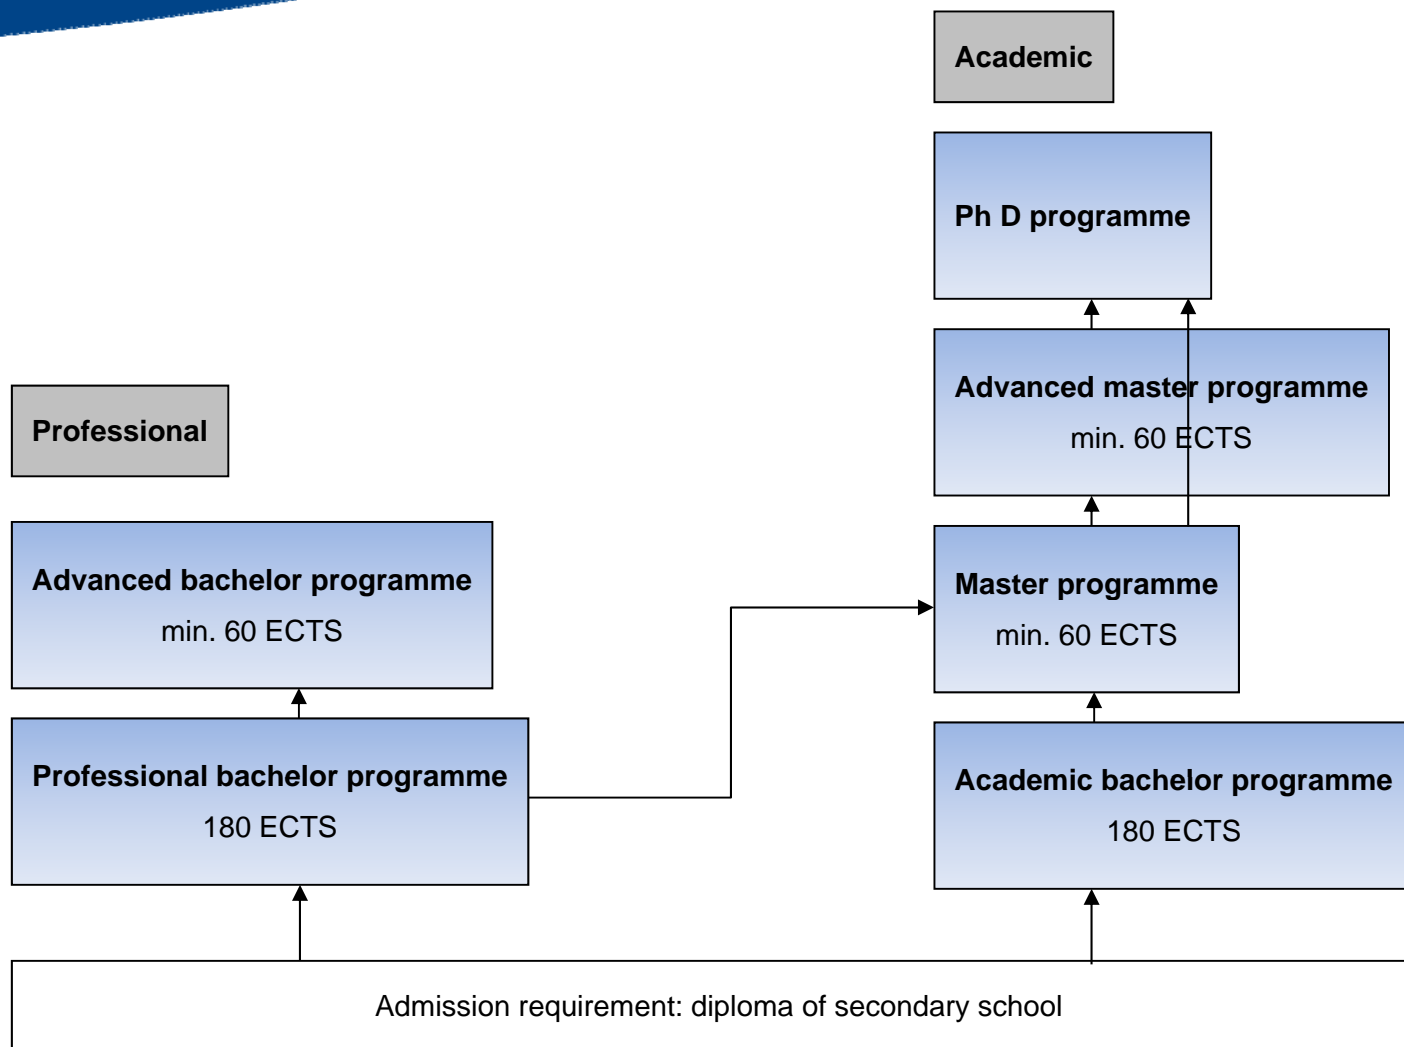 Academic
Ph D programme
Advanced master programme
min. 60 ECTS
Professional
Advanced bachelor programme
min. 60 ECTS
Master programme
min. 60 ECTS
Professional bachelor programme
180 ECTS
Academic bachelor programme
180 ECTS
Admission requirement: diploma of secondary school